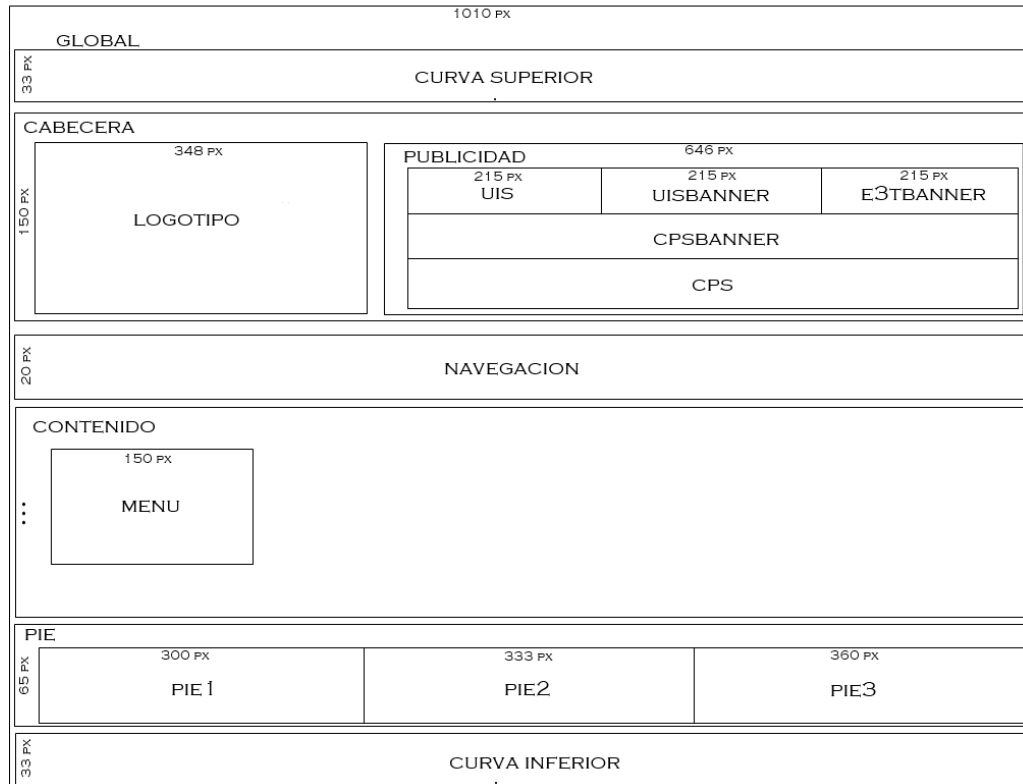 1010 PX
GLOBAL
33 PX
CURVA SUPERIOR
CABECERA
150 PX
348 PX
LOGOTIPO
PUBLICIDAD
646 PX
215 PX
UIS
215 PX
UISBANNER
215 PX
E3TBANNER
CPSBANNER
CPS
20 PX
NAVEGACION
CONTENIDO
150 PX
MENU
PIE
65 PX
300 PX
PIE1
333 PX
PIE2
360 PX
PIE3
33 PX
CURVA INFERIOR